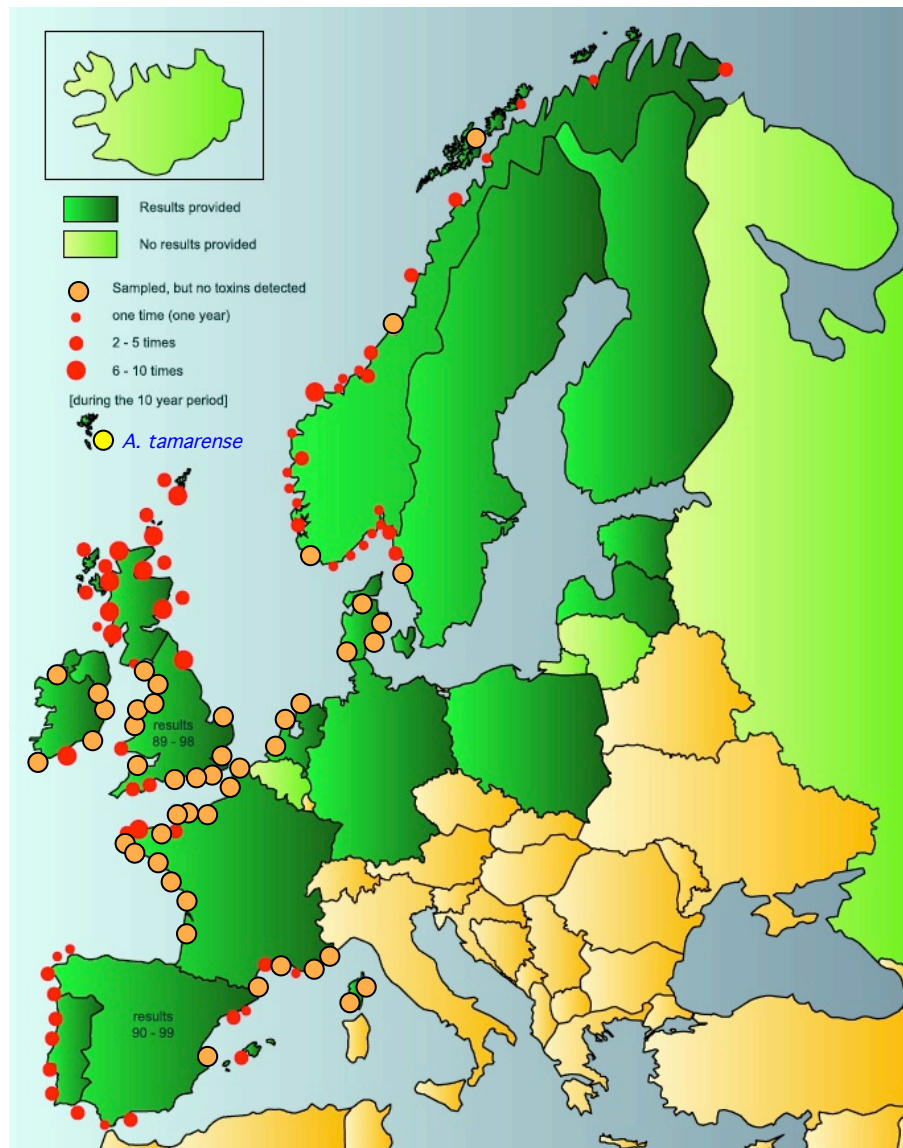 Results provided
No results provided
Sampled, but no toxins detected
one time (one year)
2 - 5 times
6 - 10 times
[during the 10 year period]
A. tamarense
results
89 - 98
results
90 - 99